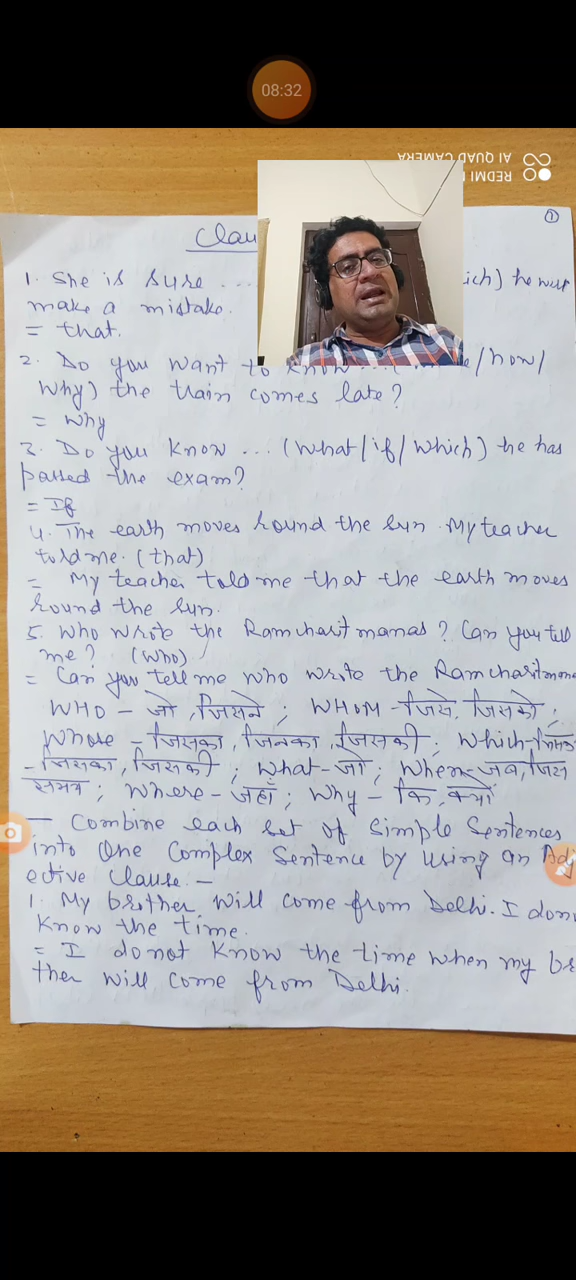 08:32
REDMI
AI QUAD CAMERA
①
Clau
1. She is sure ... ich) he will
make a mistake.
= that.
2. Do you want to know ... /how/
Why) the train comes late?
= Why
3. Do you know ... (What/if/which) he has
passed the exam?
= If
4. The earth moves round the sun. My teacher
told me. (that)
= My teacher told me that the earth moves
round the sun.
5. Who wrote the Ramcharitmanas? Can you tell
me? (Who)
= Can you tell me who wrote the Ramcharitmana
WHO - जो, जिसने; WHOM - जिसे, जिसको;
Whose - जिसका, जिनका, जिसकी; Which-
- जिसका, जिसकी; What-जो; When-जब, जिस
समय; Where - जहाँ; Why - कि, क्यों
- Combine each set of Simple Sentences
into One Complex Sentence by using an Adj
ective Clause. -
1. My brother will come from Delhi. I don
know the time.
= I donot know the time when my br
ther will come from Delhi.